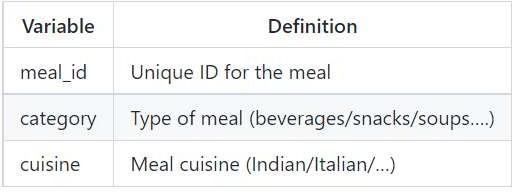 Variable Definition
meal_id Unique ID for the meal
category Type of meal (beverages/snacks/soups....)
cuisine Meal cuisine (Indian/Italian/...)